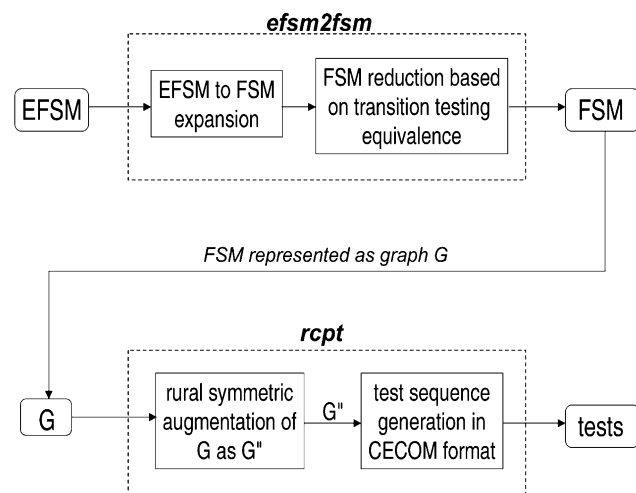 efsm2fsm
EFSM
EFSM to FSM
expansion
FSM reduction based
on transition testing
equivalence
FSM
FSM represented as graph G
rcpt
G
rural symmetric
augmentation of
G as G"
G"
test sequence
generation in
CECOM format
tests